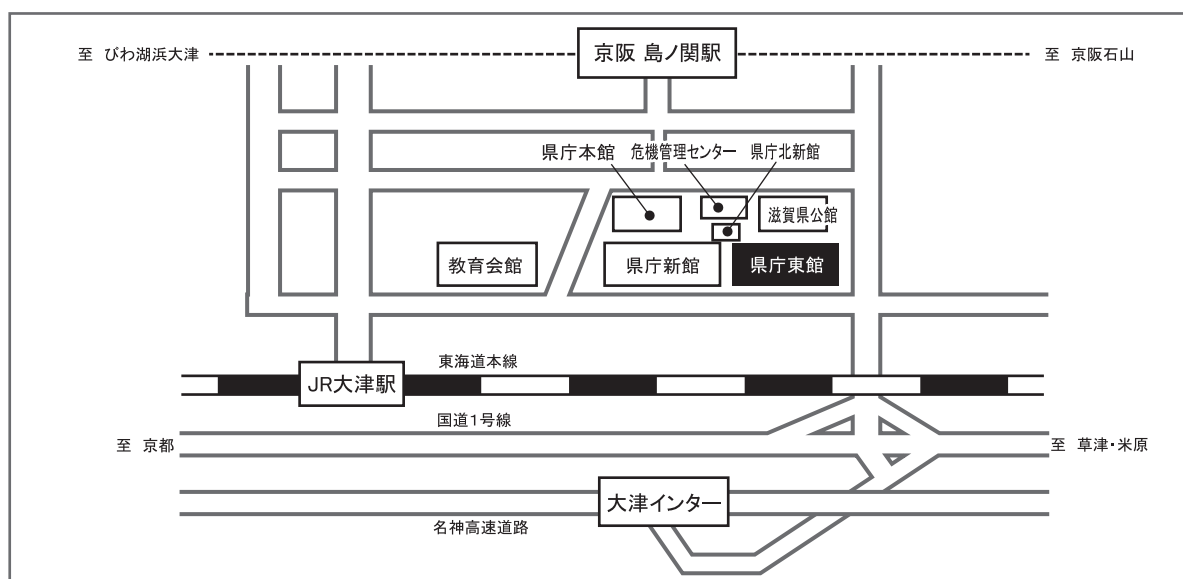 至 びわ湖浜大津
京阪 島ノ関駅
至 京阪石山
県庁本館
危機管理センター
県庁北新館
滋賀県公館
教育会館
県庁新館
県庁東館
東海道本線
JR大津駅
国道1号線
至 京都
至 草津・米原
大津インター
名神高速道路